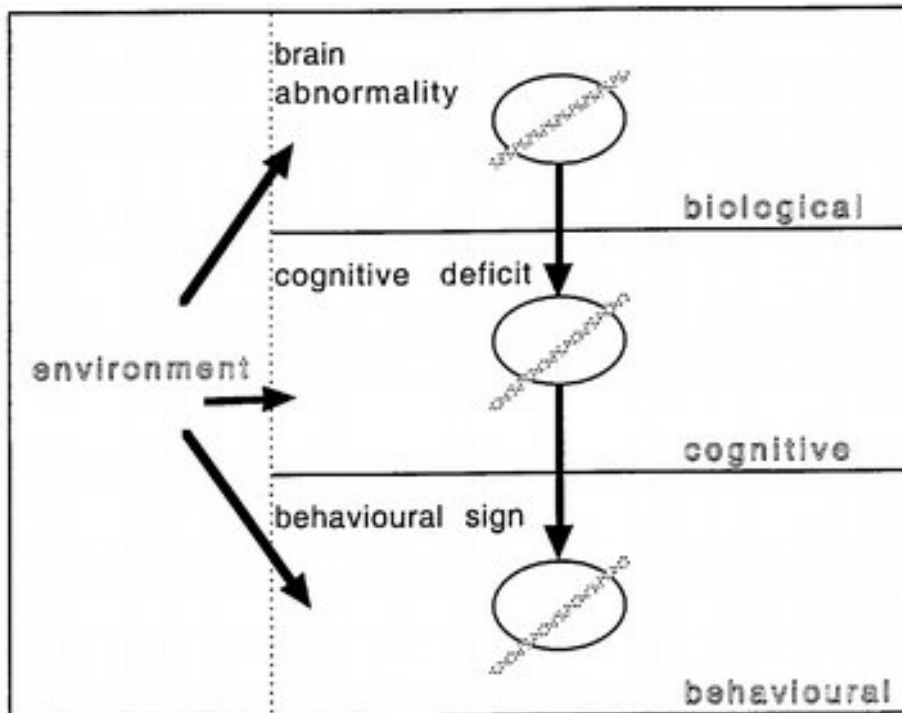 brain
abnormality
biological
cognitive deficit
environment
cognitive
behavioural sign
behavioural